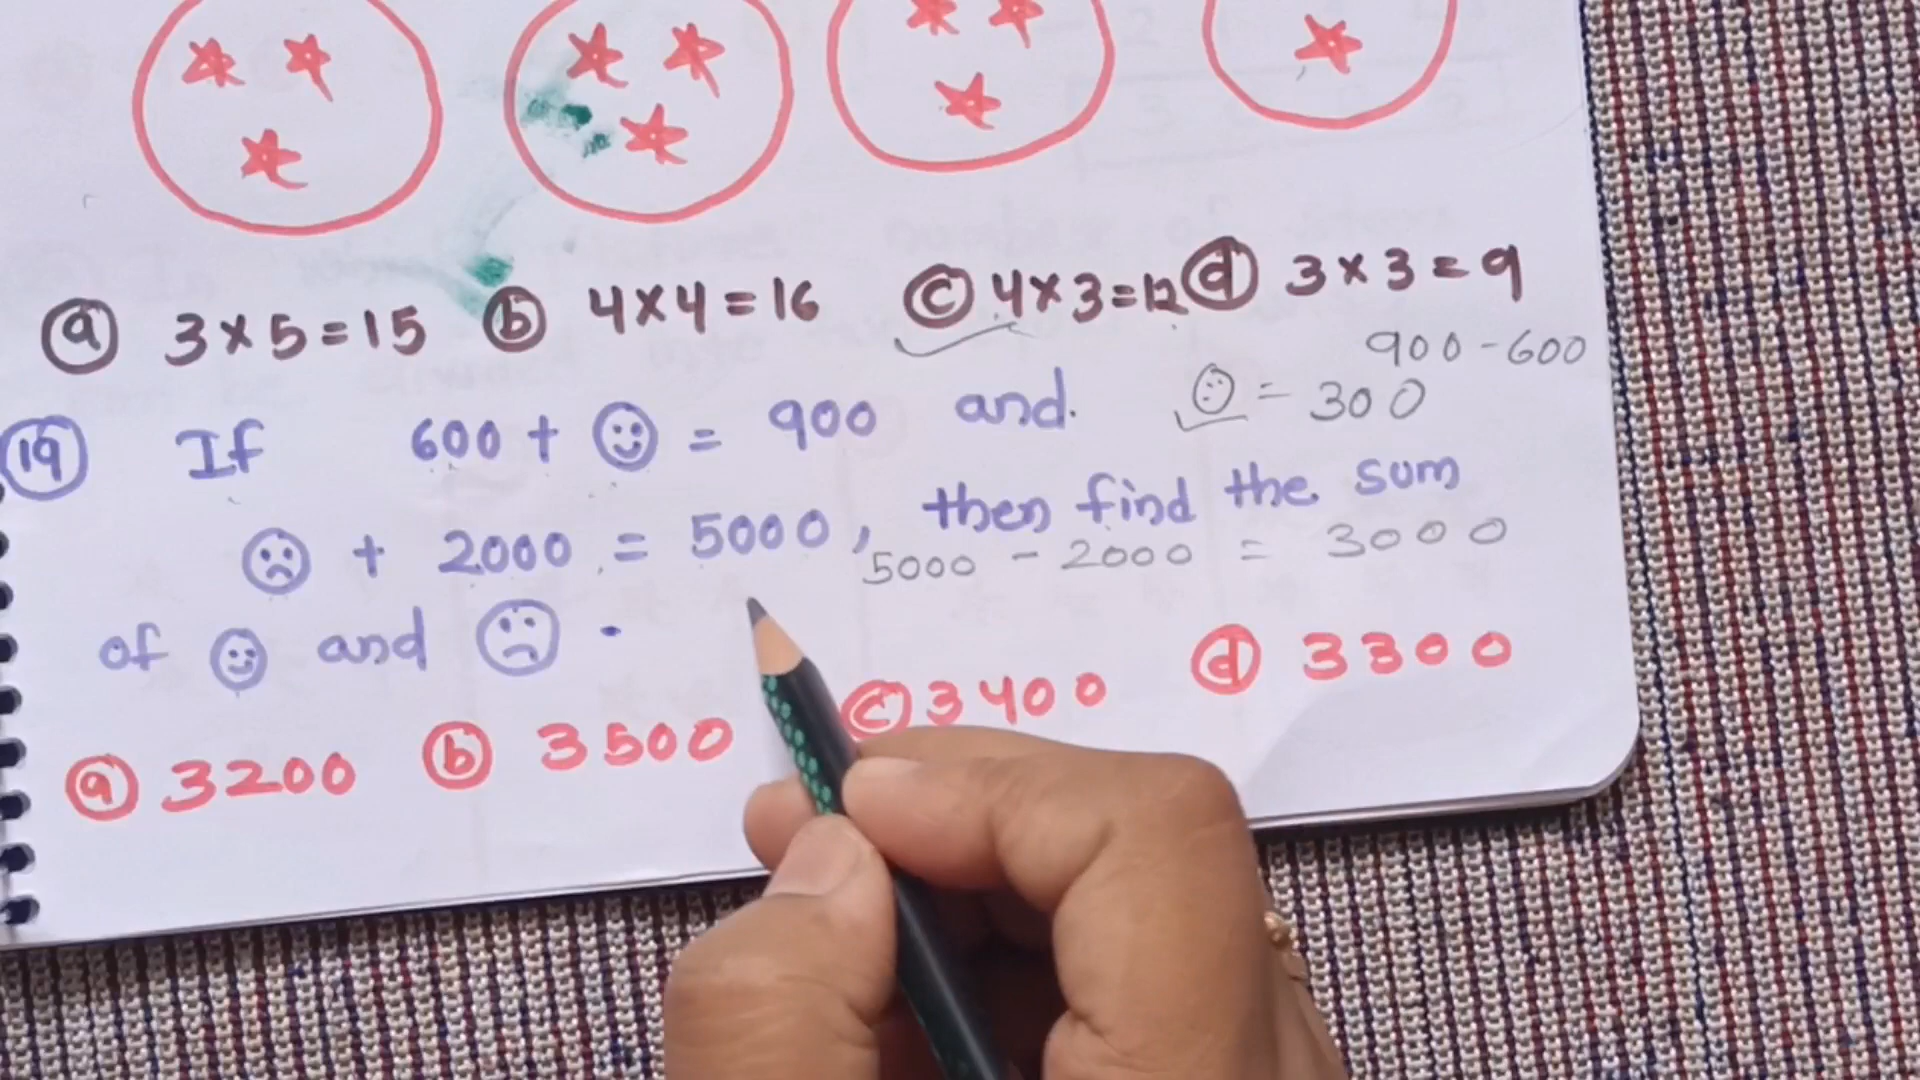 ⓐ 3×5=15 ⓑ 4×4=16 ⓒ 4×3=12 ⓓ 3×3=9
900-600
⑲ If 600 + ☺ = 900 and. ☹ = 300
☹ + 2000 = 5000, then find the sum
5000 - 2000 = 3000
of ☺ and ☹.
ⓐ 3200 ⓑ 3500 ⓒ 3400 ⓓ 3300